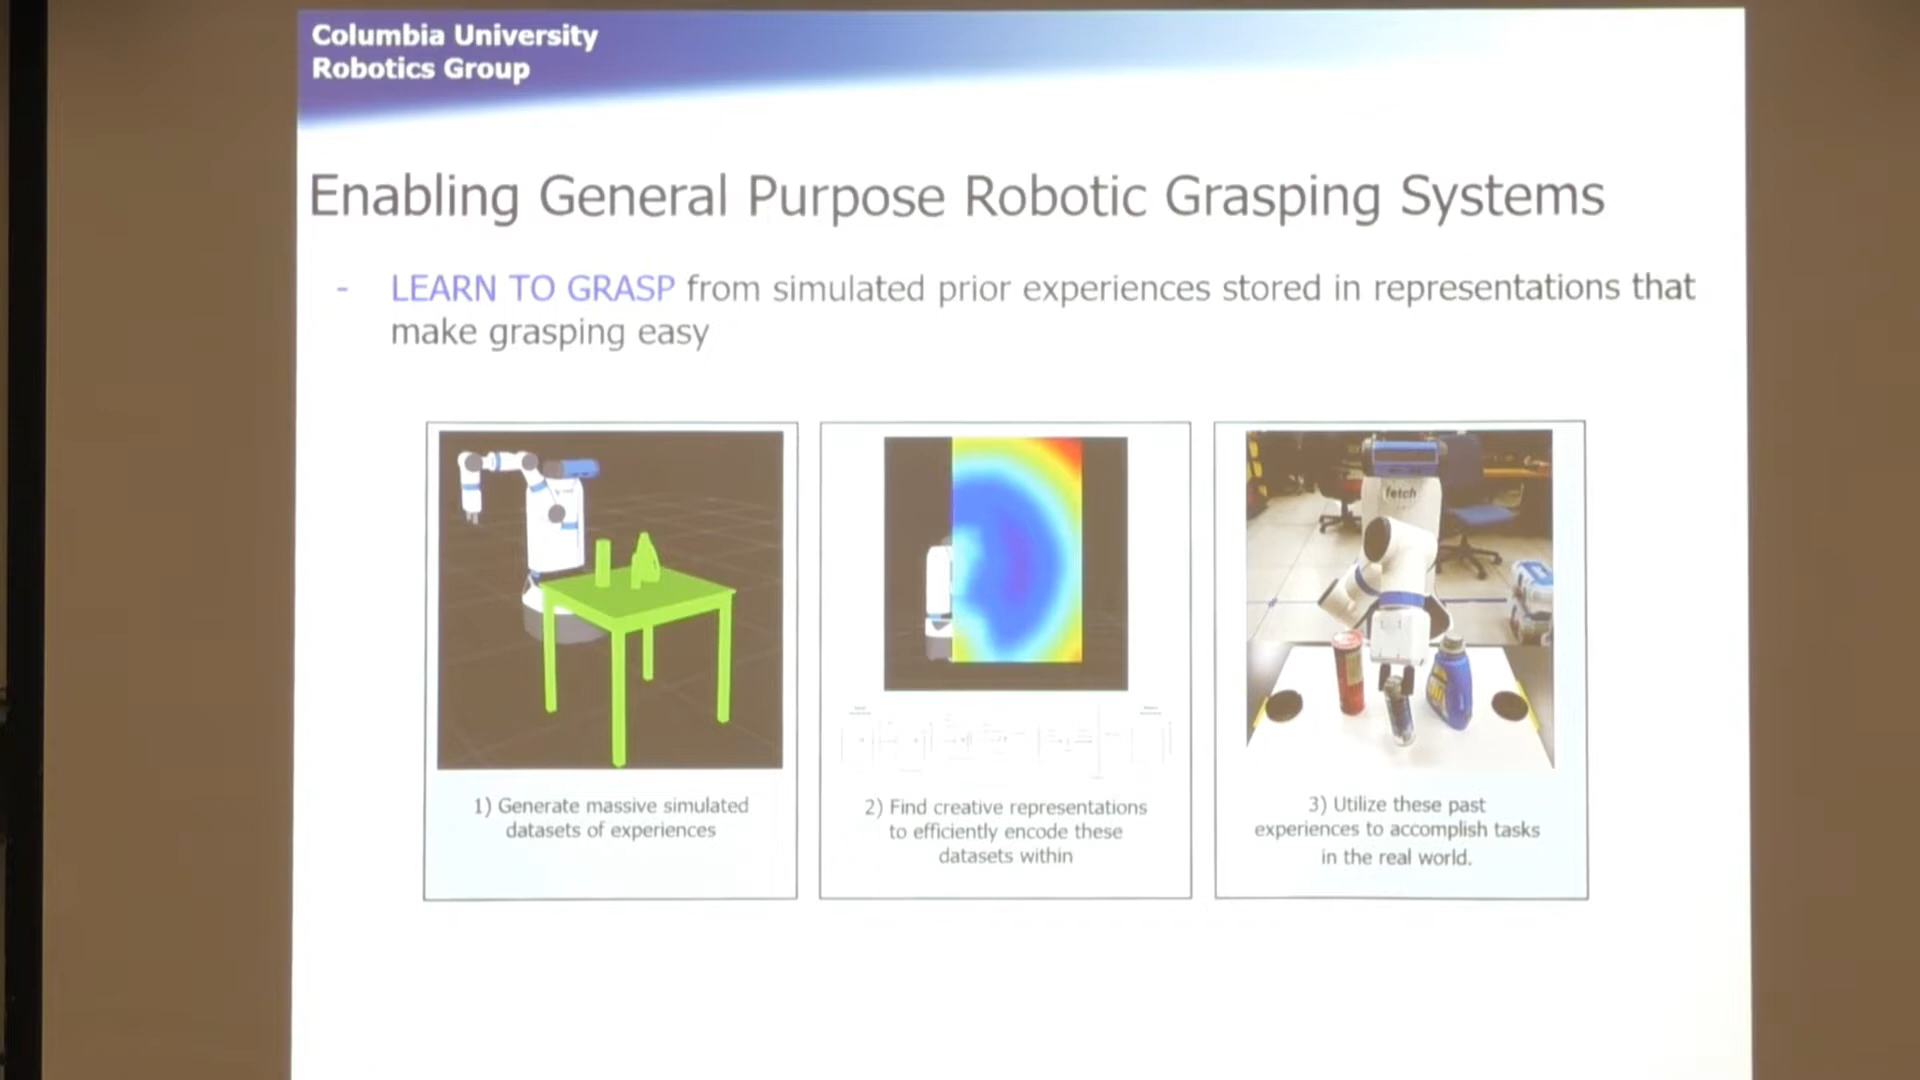 Columbia University
Robotics Group
Enabling General Purpose Robotic Grasping Systems
- LEARN TO GRASP from simulated prior experiences stored in representations that
make grasping easy
fetch
1) Generate massive simulated
datasets of experiences
2) Find creative representations
to efficiently encode these
datasets within
3) Utilize these past
experiences to accomplish tasks
in the real world.